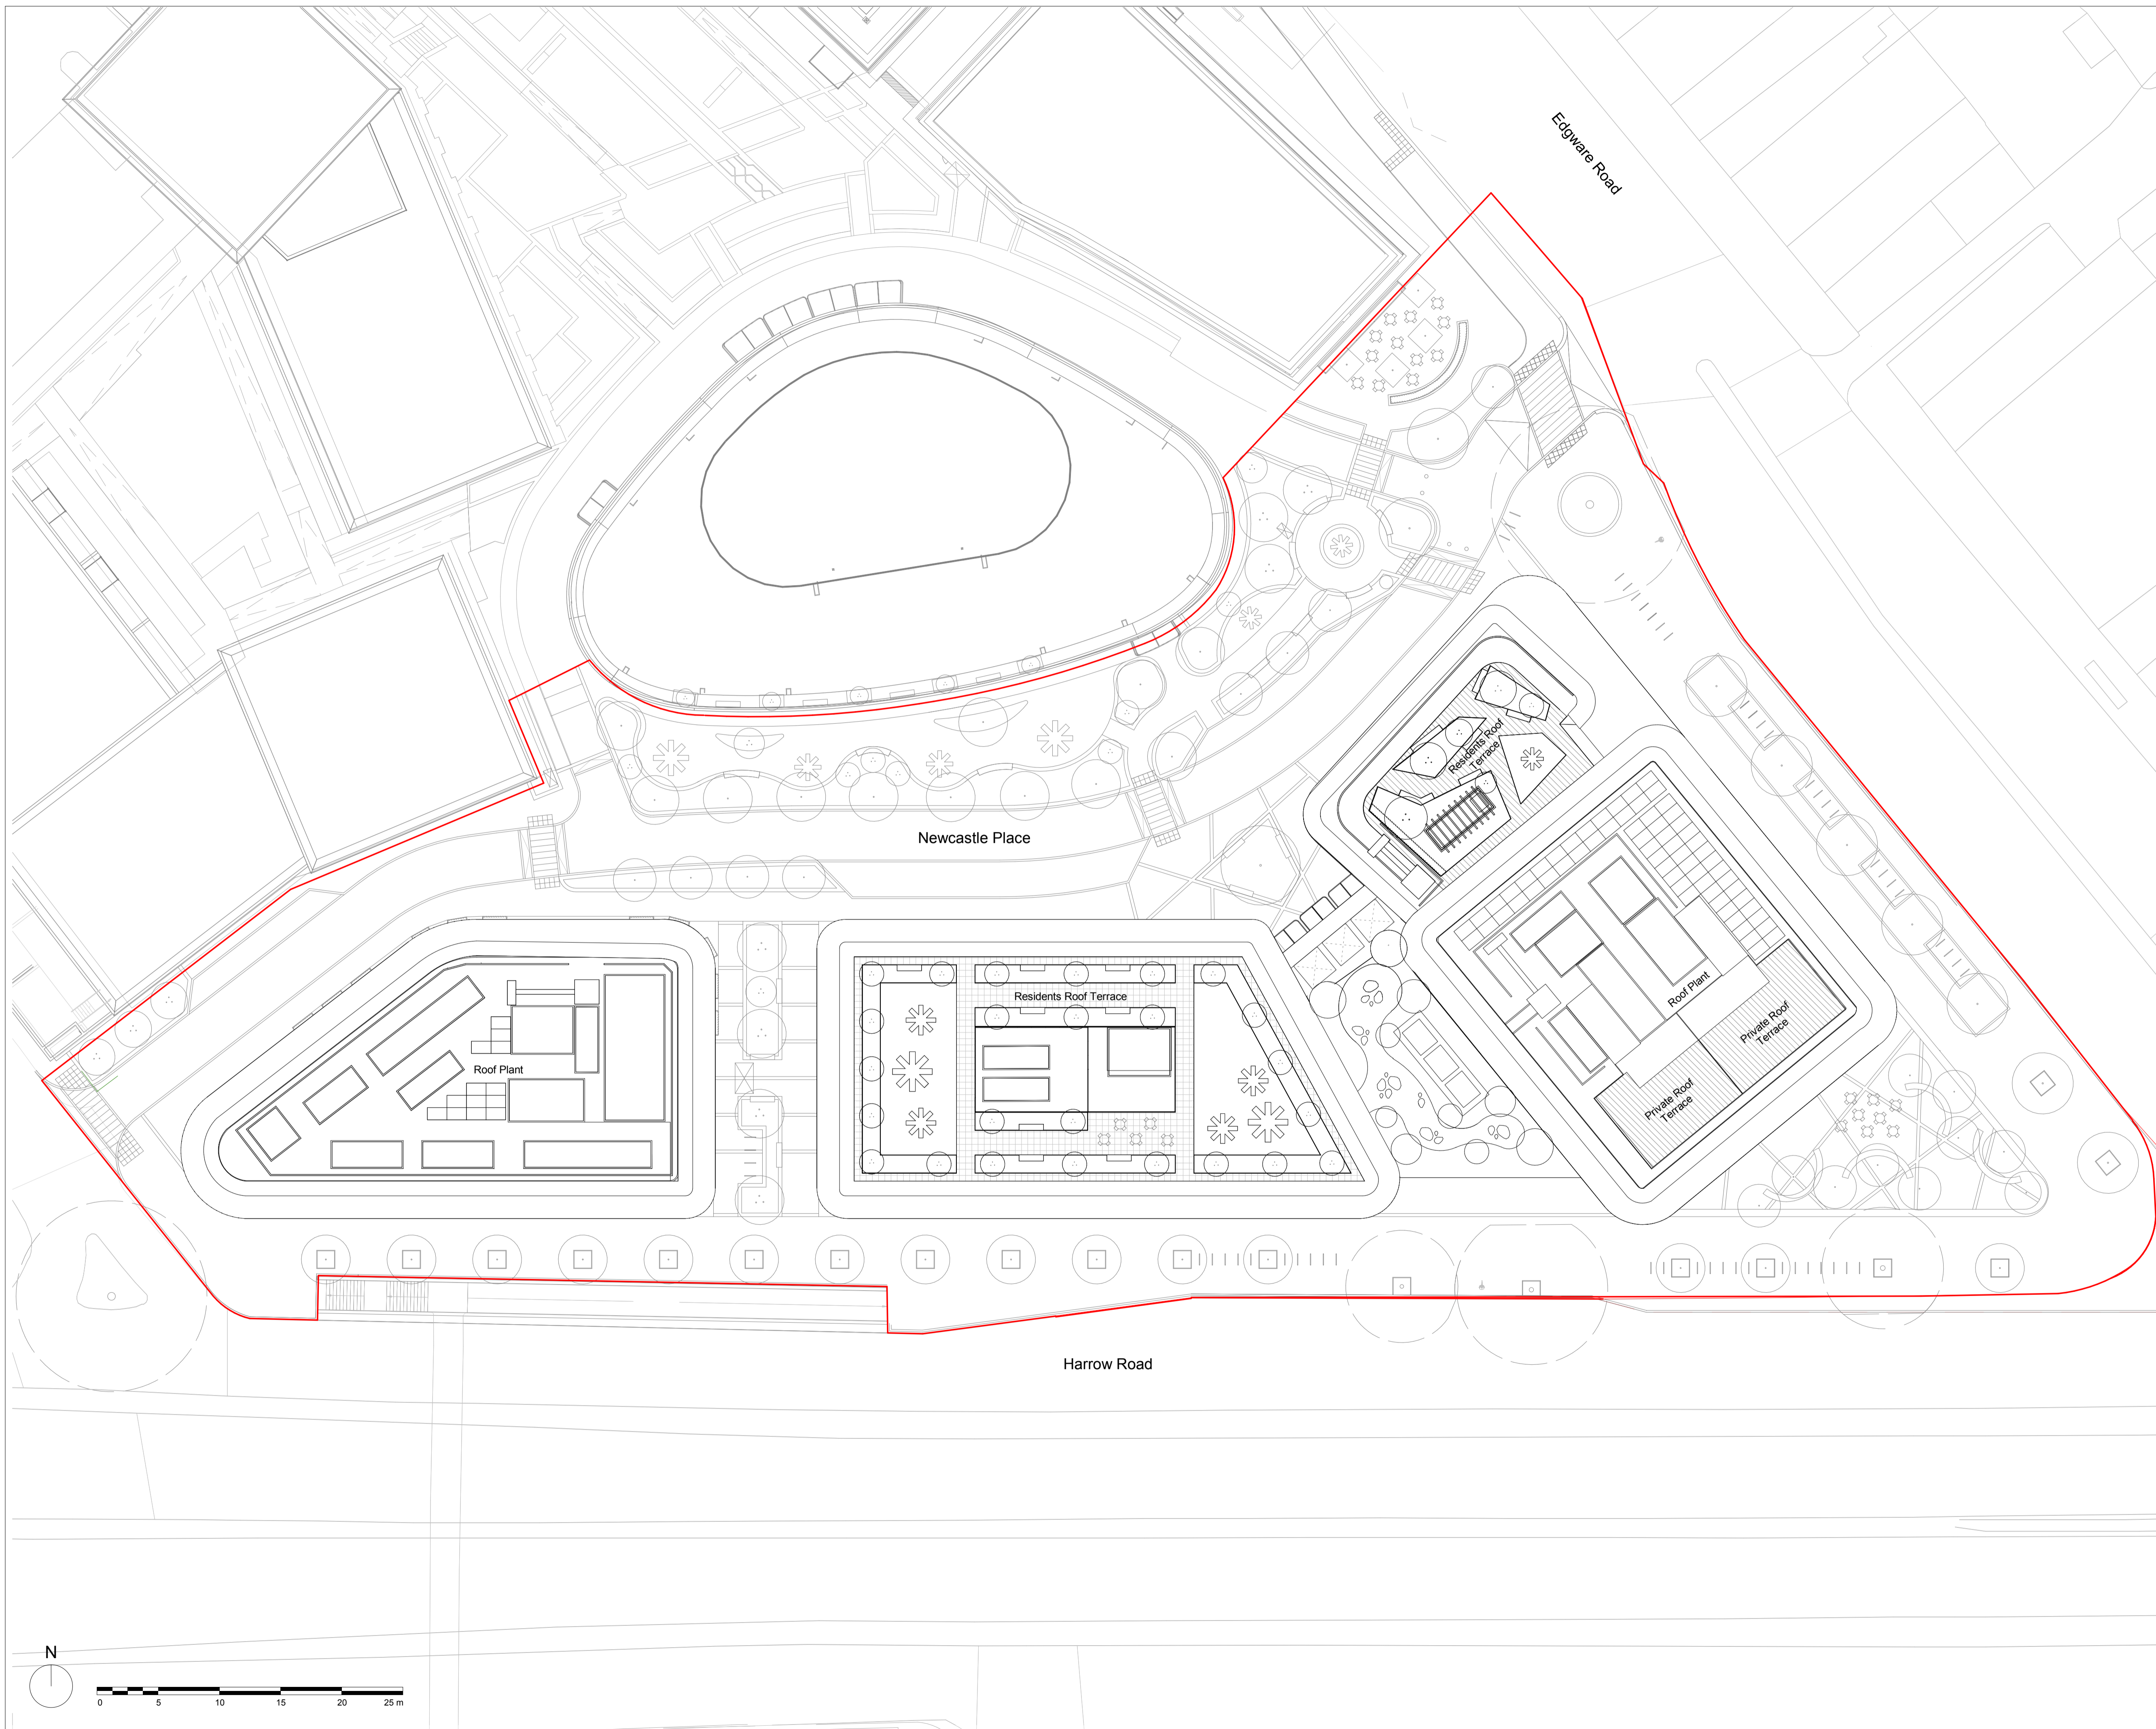 Edgware Road
Residents Roof
Terrace
Newcastle Place
Roof Plant
Residents Roof Terrace
Private Roof
Terrace
Roof Plant
Private Roof
Terrace
Harrow Road
N
0 5 10 15 20 25 m